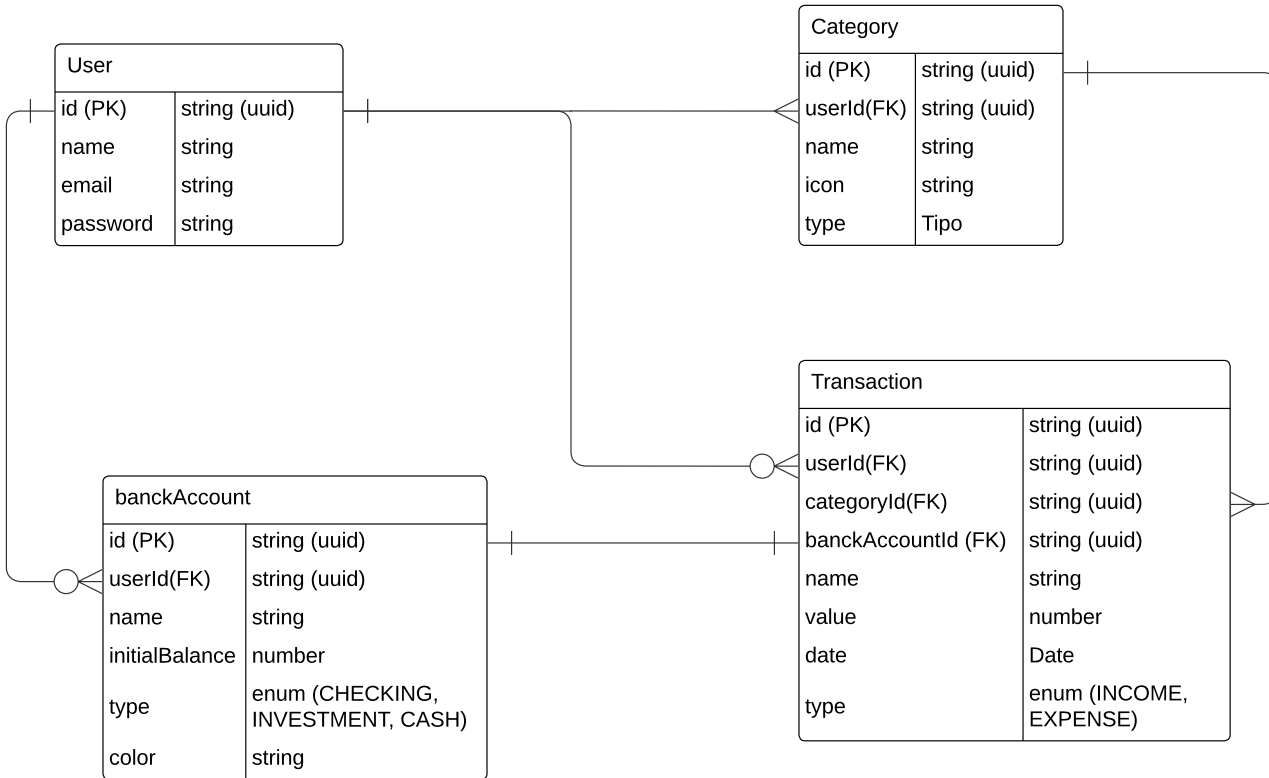 User
id (PK) string (uuid)
name string
email string
password string
Category
id (PK) string (uuid)
userId(FK) string (uuid)
name string
icon string
type Tipo
banckAccount
id (PK) string (uuid)
userId(FK) string (uuid)
name string
initialBalance number
type enum (CHECKING,
INVESTMENT, CASH)
color string
Transaction
id (PK) string (uuid)
userId(FK) string (uuid)
categoryId(FK) string (uuid)
banckAccountId (FK) string (uuid)
name string
value number
date Date
type enum (INCOME,
EXPENSE)